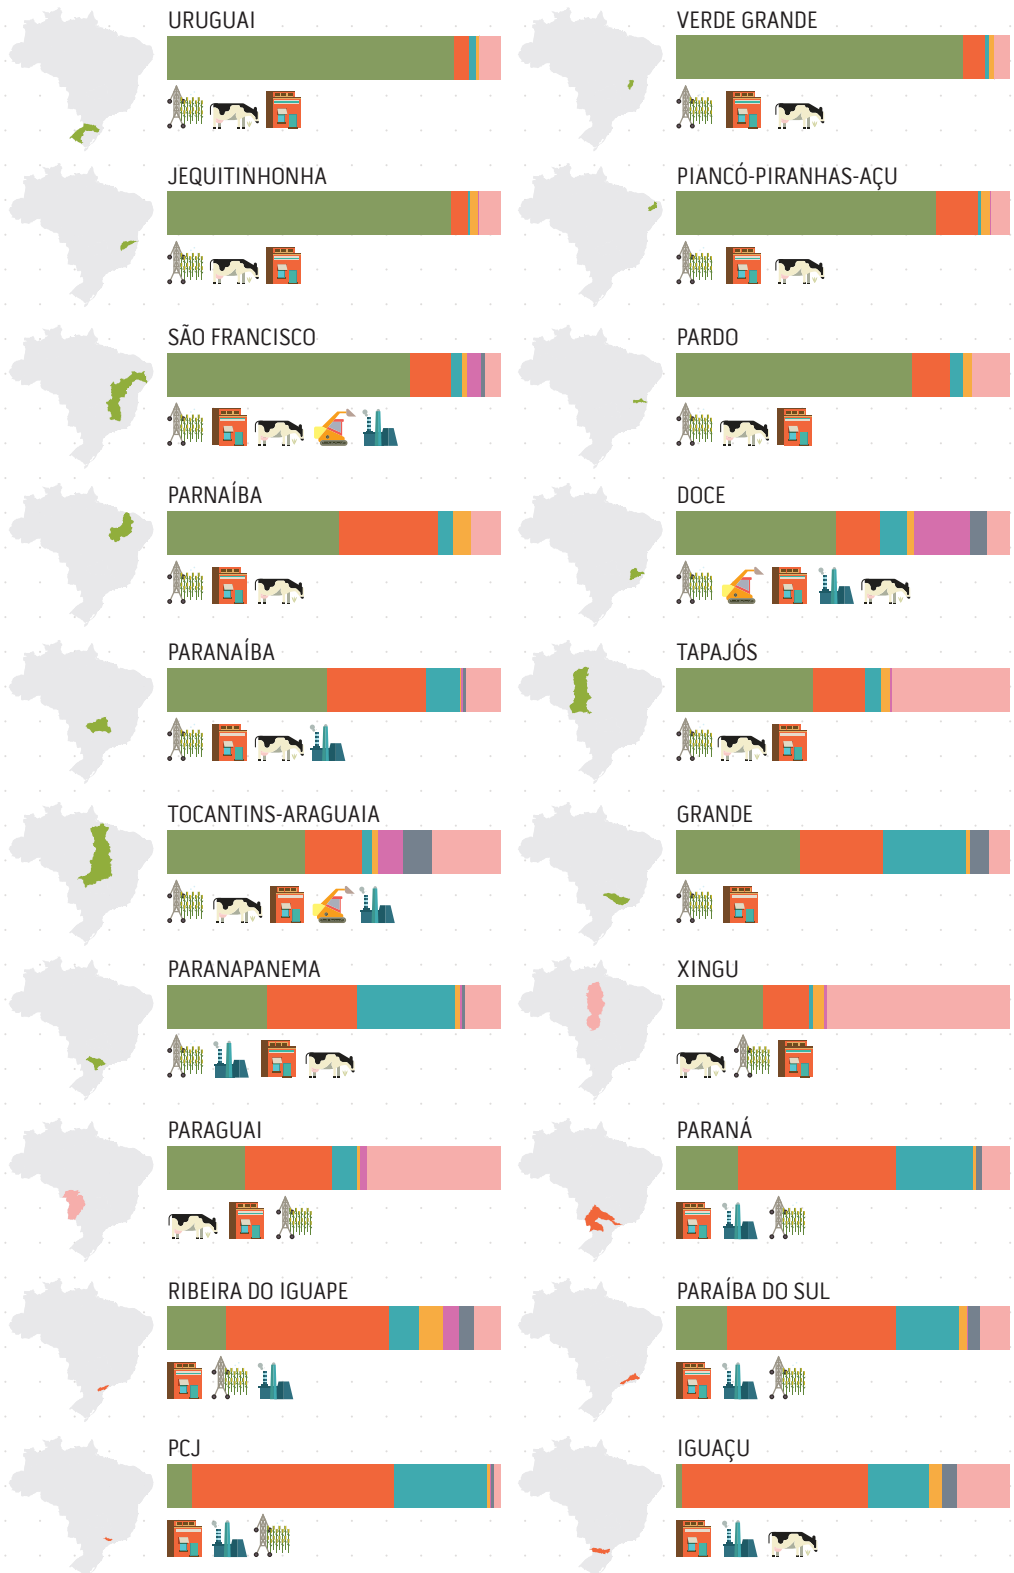 URUGUAI
VERDE GRANDE
JEQUITINHONHA
PIANCÓ-PIRANHAS-AÇU
SÃO FRANCISCO
PARDO
PARNAÍBA
DOCE
PARANAÍBA
TAPAJÓS
TOCANTINS-ARAGUAIA
GRANDE
PARANAPANEMA
XINGU
PARAGUAI
PARANÁ
RIBEIRA DO IGUAPE
PARAÍBA DO SUL
PCJ
IGUAÇU